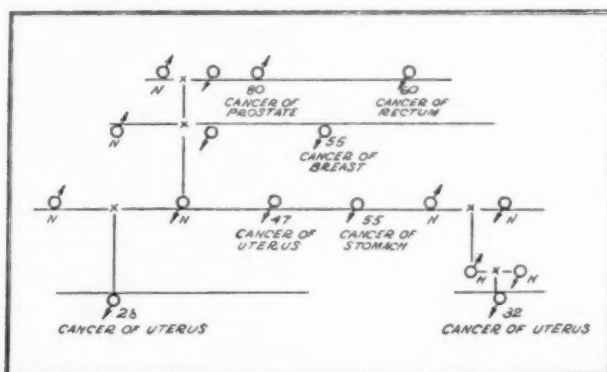 N
80
60
CANCER OF
PROSTATE
CANCER OF
RECTUM
N
55
CANCER OF
BREAST
N
N
47
CANCER OF
UTERUS
55
CANCER OF
STOMACH
N
N
N
N
28
CANCER OF UTERUS
32
CANCER OF UTERUS